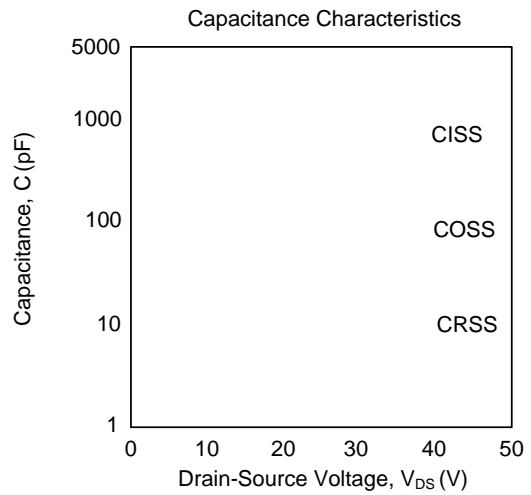 Capacitance Characteristics
5000
1000
100
10
1
Capacitance, C (pF)
CISS
COSS
CRSS
0 10 20 30 40 50
Drain-Source Voltage, VDS (V)